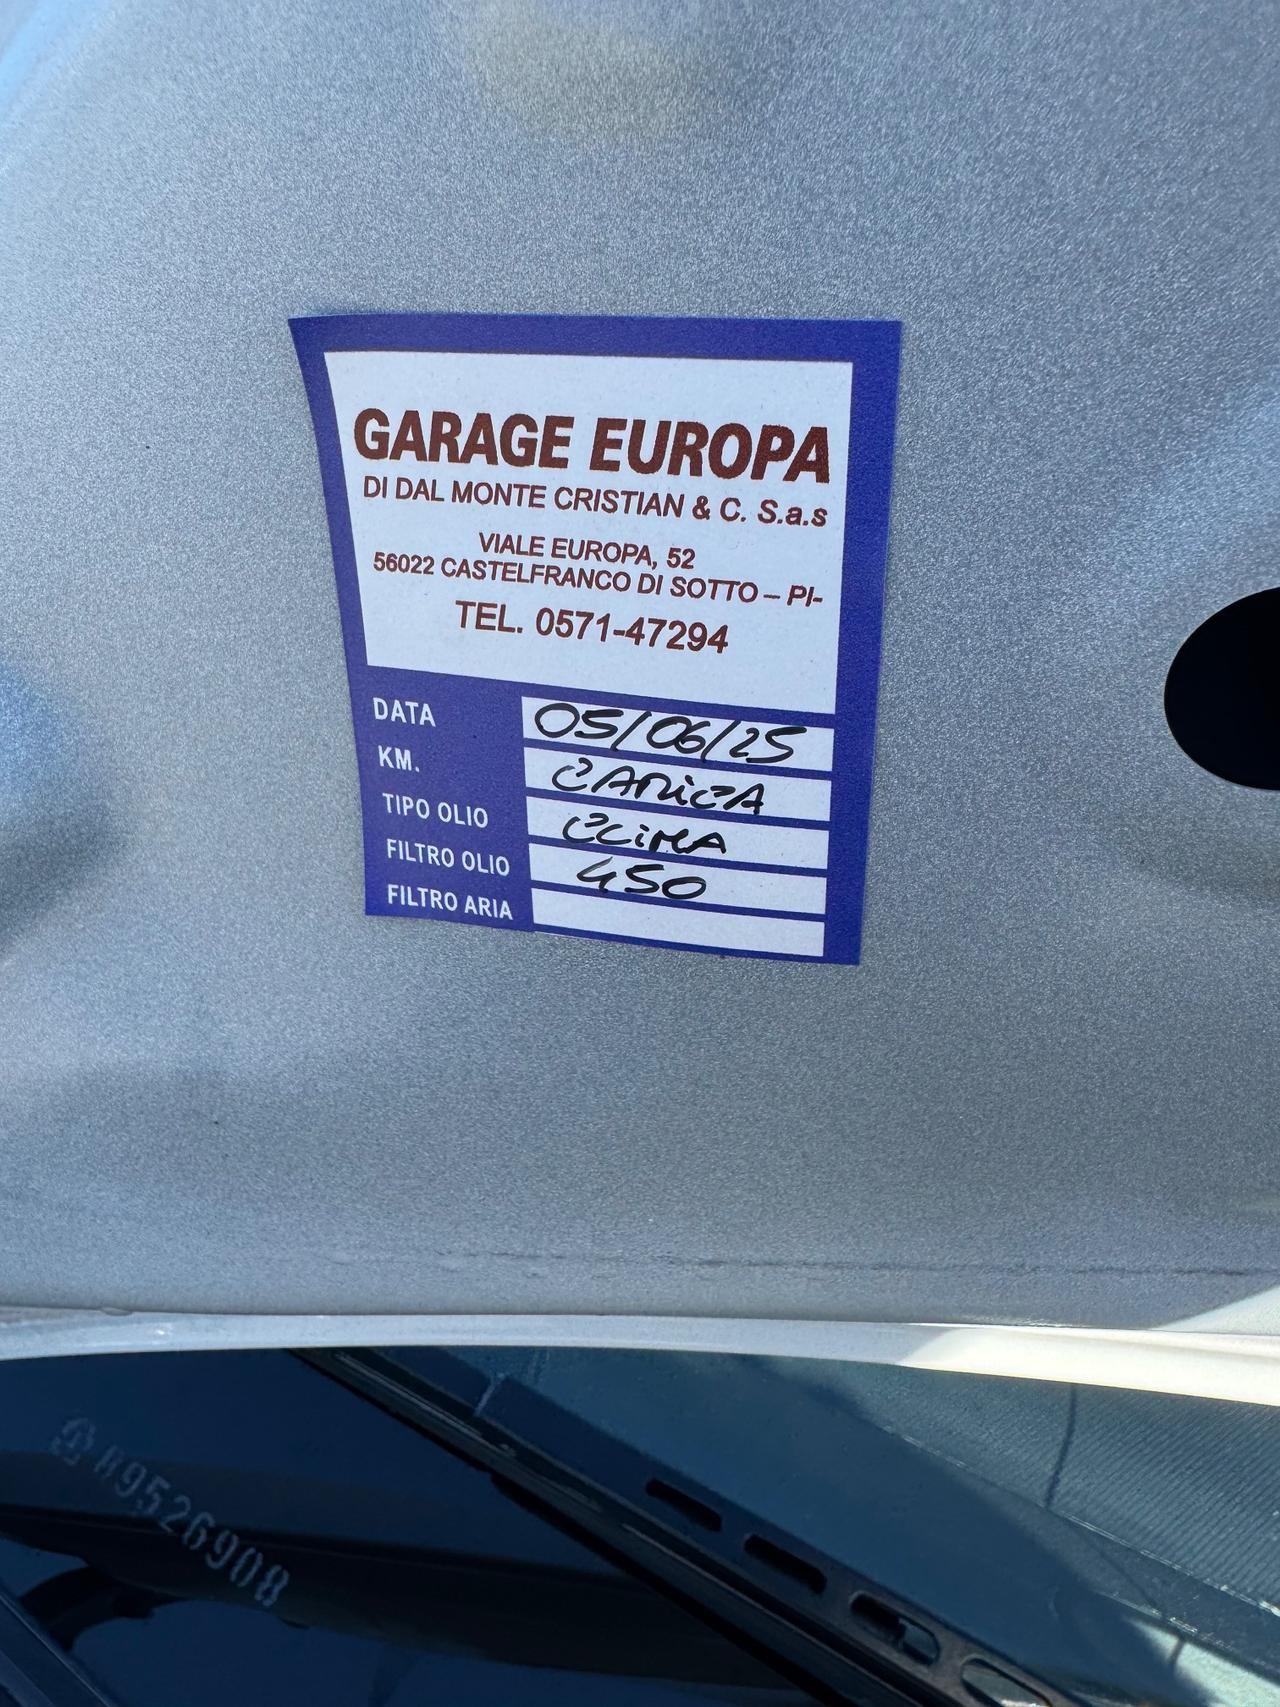 GARAGE EUROPA
DI DAL MONTE CRISTIAN & C. S.a.s
VIALE EUROPA, 52
56022 CASTELFRANCO DI SOTTO – PI-
TEL. 0571-47294
DATA 05/06/25
KM. CARICA
TIPO OLIO CLIMA
FILTRO OLIO 450
FILTRO ARIA